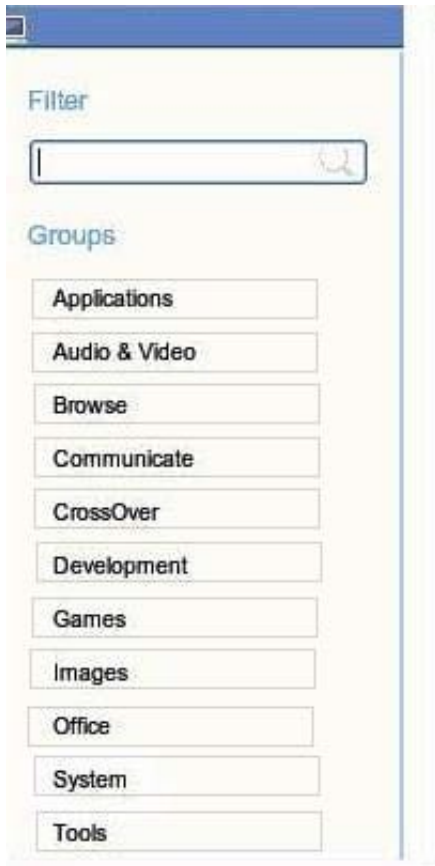 Filter
Groups
Applications
Audio & Video
Browse
Communicate
CrossOver
Development
Games
Images
Office
System
Tools